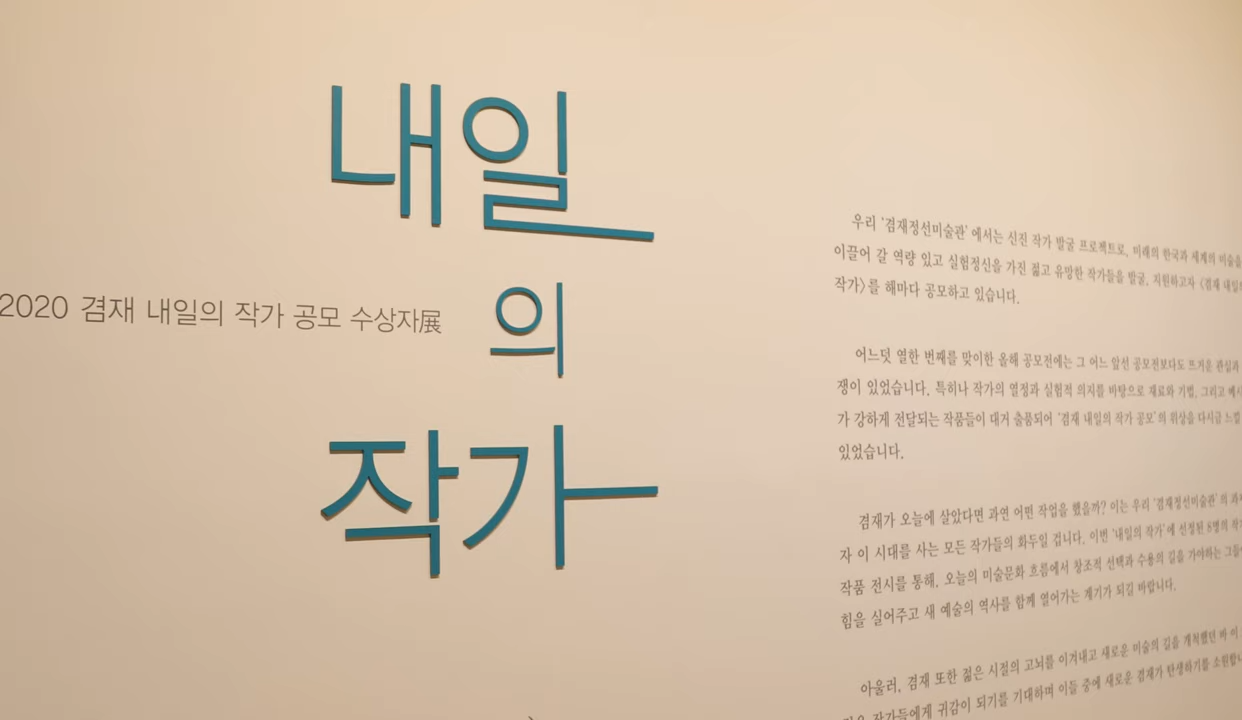 내일
의
작가
2020 겸재 내일의 작가 공모 수상자展
우리 '겸재정선미술관' 에서는 신진 작가 발굴 프로젝트로, 미래의 한국과 세계의 미술을
이끌어 갈 역량 있고 실험정신을 가진 젊고 유망한 작가들을 발굴, 지원하고자 〈겸재 내일의
작가〉를 해마다 공모하고 있습니다.
어느덧 열한 번째를 맞이한 올해 공모전에는 그 어느 앞선 공모전보다도 뜨거운 관심과
쟁이 있었습니다. 특히나 작가의 열정과 실험적 의지를 바탕으로 재료와 기법, 그리고
가 강하게 전달되는 작품들이 대거 출품되어 '겸재 내일의 작가 공모' 의 위상을 다시금 느낄
있었습니다.
겸재가 오늘에 살았다면 과연 어떤 작업을 했을까? 이는 우리 '겸재정선미술관' 의
자 이 시대를 사는 모든 작가들의 화두일 겁니다. 이번 '내일의 작가' 에 선정된 8명의
작품 전시를 통해, 오늘의 미술문화 흐름에서 창조적 선택과 수용의 길을 가야하는
힘을 실어주고 새 예술의 역사를 함께 열어가는 계기가 되길 바랍니다.
아울러, 겸재 또한 젊은 시절의 고뇌를 이겨내고 새로운 미술의 길을 개척했던 바 이
작가들에게 귀감이 되기를 기대하며 이들 중에 새로운 겸재가 탄생하기를